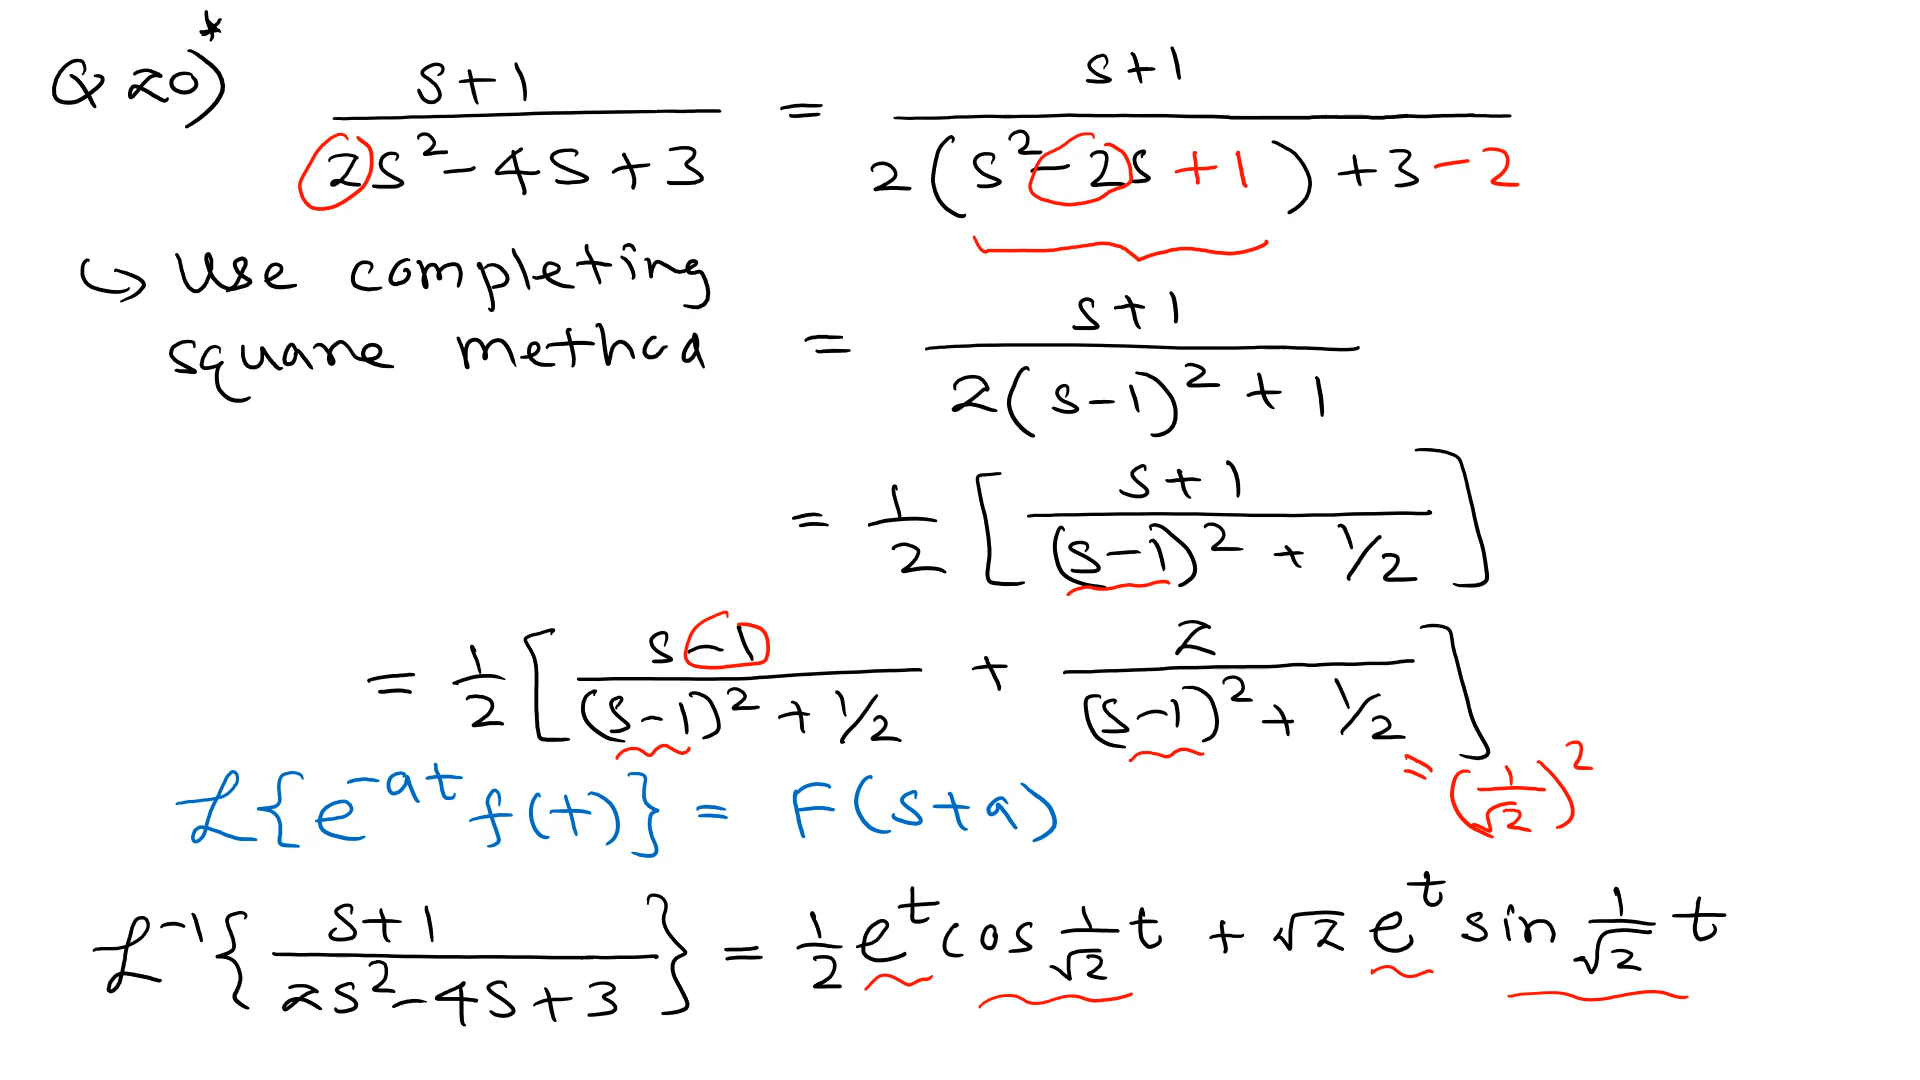 Q 20)* (s+1)/(2s² - 4s + 3) = (s+1)/(2(s² - 2s + 1) + 3 - 2)
↪ Use completing
square method = (s+1)/(2(s-1)² + 1)
= 1/2 [ (s+1)/((s-1)² + 1/2) ]
= 1/2 [ (s-1)/((s-1)² + 1/2) + 2/((s-1)² + 1/2) ]
= (1/√2)²
ℒ{e^(-at) f(t)} = F(s+a)
ℒ⁻¹{ (s+1)/(2s² - 4s + 3) } = 1/2 e^t cos 1/√2 t + √2 e^t sin 1/√2 t